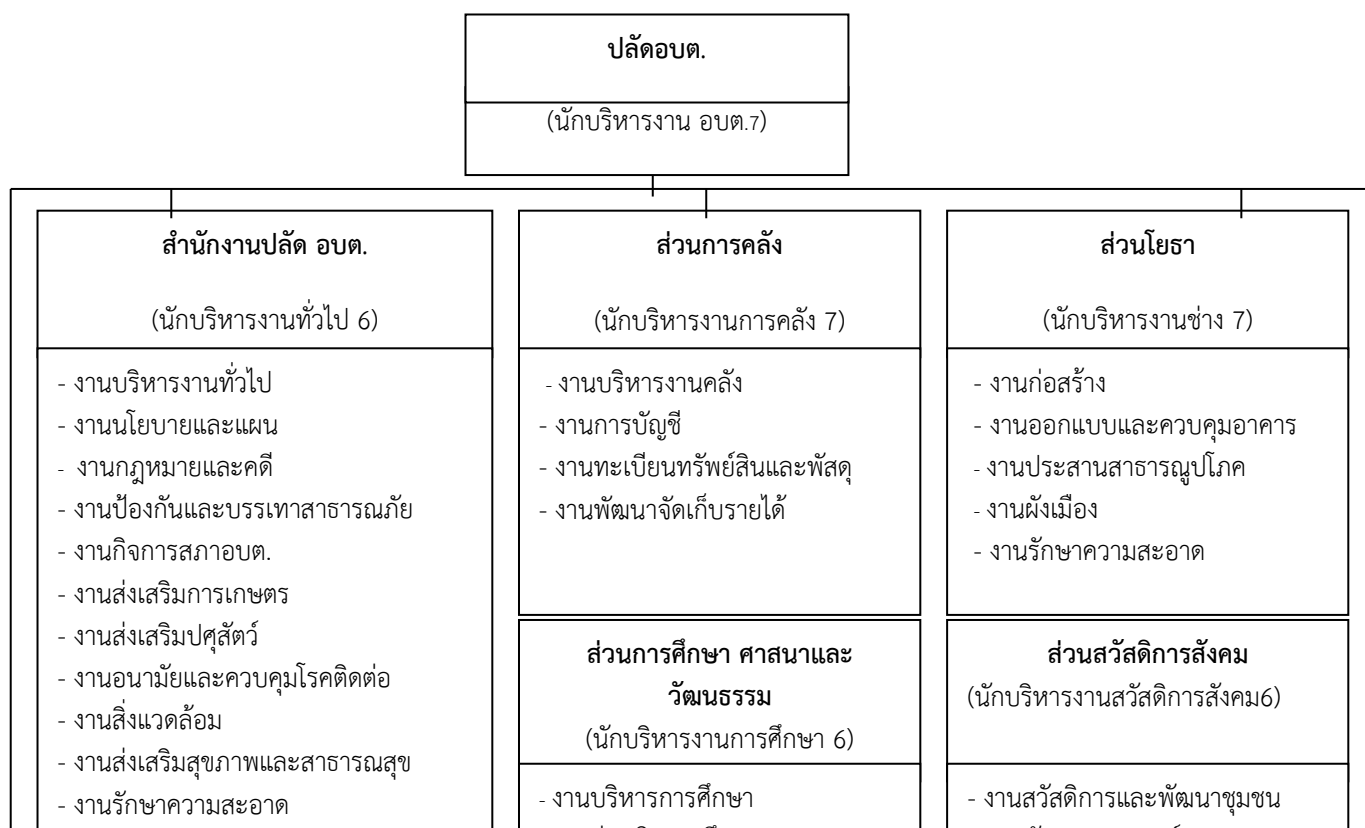 ปลัดอบต.
(นักบริหารงาน อบต.7)
สำนักงานปลัด อบต.
(นักบริหารงานทั่วไป 6)
- งานบริหารงานทั่วไป
- งานนโยบายและแผน
- งานกฎหมายและคดี
- งานป้องกันและบรรเทาสาธารณภัย
- งานกิจการสภาอบต.
- งานส่งเสริมการเกษตร
- งานส่งเสริมปศุสัตว์
- งานอนามัยและควบคุมโรคติดต่อ
- งานสิ่งแวดล้อม
- งานส่งเสริมสุขภาพและสาธารณสุข
- งานรักษาความสะอาด
ส่วนการคลัง
(นักบริหารงานการคลัง 7)
- งานบริหารงานคลัง
- งานการบัญชี
- งานทะเบียนทรัพย์สินและพัสดุ
- งานพัฒนาจัดเก็บรายได้
ส่วนโยธา
(นักบริหารงานช่าง 7)
- งานก่อสร้าง
- งานออกแบบและควบคุมอาคาร
- งานประสานสาธารณูปโภค
- งานผังเมือง
- งานรักษาความสะอาด
ส่วนการศึกษา ศาสนาและ
วัฒนธรรม
(นักบริหารงานการศึกษา 6)
- งานบริหารการศึกษา
ส่วนสวัสดิการสังคม
(นักบริหารงานสวัสดิการสังคม6)
- งานสวัสดิการและพัฒนาชุมชน